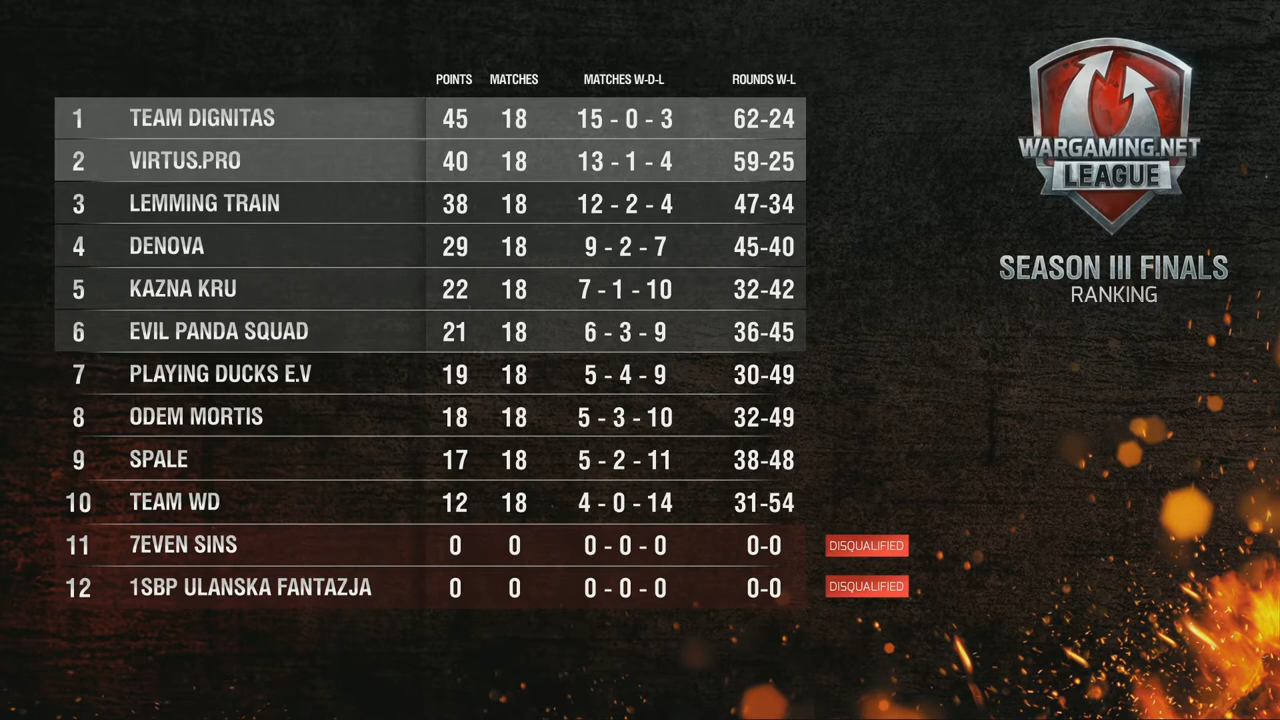 POINTS MATCHES MATCHES W-D-L ROUNDS W-L
1 TEAM DIGNITAS 45 18 15 - 0 - 3 62-24
2 VIRTUS.PRO 40 18 13 - 1 - 4 59-25
3 LEMMING TRAIN 38 18 12 - 2 - 4 47-34
4 DENOVA 29 18 9 - 2 - 7 45-40
5 KAZNA KRU 22 18 7 - 1 - 10 32-42
6 EVIL PANDA SQUAD 21 18 6 - 3 - 9 36-45
7 PLAYING DUCKS E.V 19 18 5 - 4 - 9 30-49
8 ODEM MORTIS 18 18 5 - 3 - 10 32-49
9 SPALE 17 18 5 - 2 - 11 38-48
10 TEAM WD 12 18 4 - 0 - 14 31-54
11 7EVEN SINS 0 0 0 - 0 - 0 0-0 DISQUALIFIED
12 1SBP ULANSKA FANTAZJA 0 0 0 - 0 - 0 0-0 DISQUALIFIED
WARGAMING.NET
LEAGUE
SEASON III FINALS
RANKING